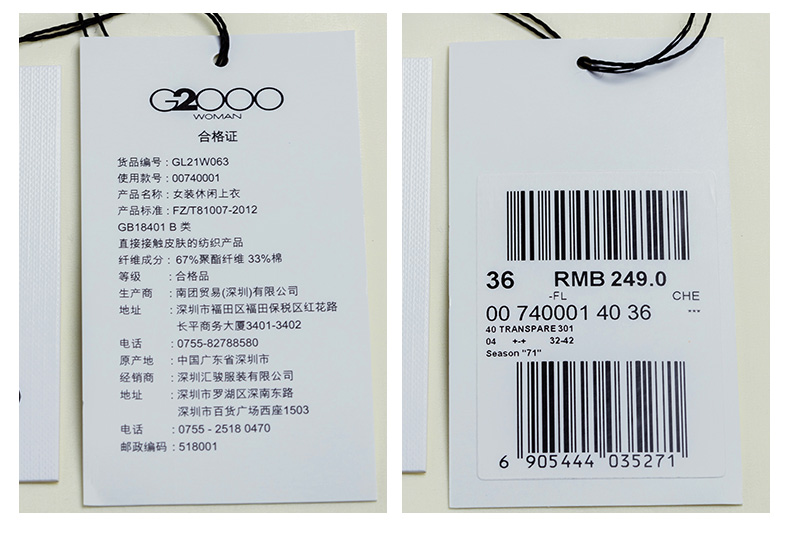 G2000
WOMAN
合格证
货品编号 : GL21W063
使用款号 : 00740001
产品名称 : 女装休闲上衣
产品标准 : FZ/T81007-2012
GB18401 B 类
直接接触皮肤的纺织产品
纤维成分 : 67%聚酯纤维 33%棉
等级 : 合格品
生产商 : 南团贸易(深圳)有限公司
地址 : 深圳市福田区福田保税区红花路
长平商务大厦3401-3402
电话 : 0755-82788580
原产地 : 中国广东省深圳市
经销商 : 深圳汇骏服装有限公司
地址 : 深圳市罗湖区深南东路
深圳市百货广场西座1503
电话 : 0755 - 2518 0470
邮政编码 : 518001
36 RMB 249.0
-FL CHE
00 740001 40 36 ***
40 TRANSPARE 301
04 +-+ 32-42
Season "71"
6 905444 035271